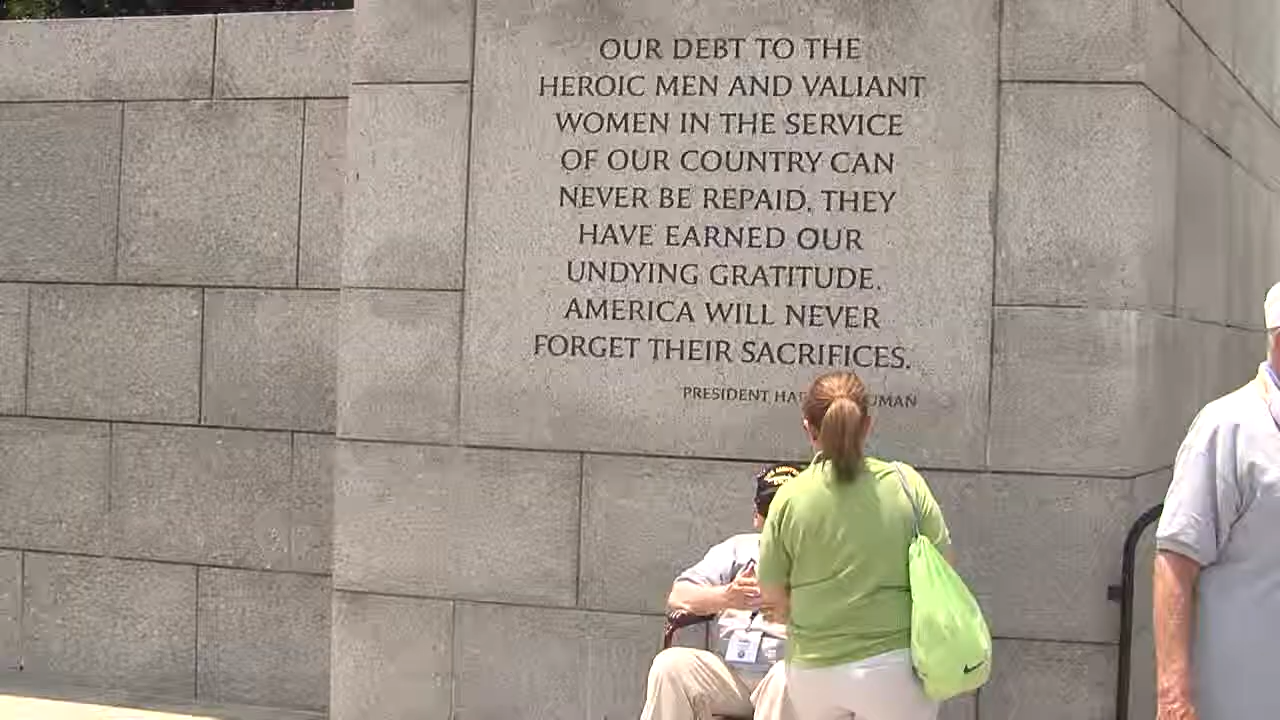 OUR DEBT TO THE
HEROIC MEN AND VALIANT
WOMEN IN THE SERVICE
OF OUR COUNTRY CAN
NEVER BE REPAID. THEY
HAVE EARNED OUR
UNDYING GRATITUDE.
AMERICA WILL NEVER
FORGET THEIR SACRIFICES.
PRESIDENT